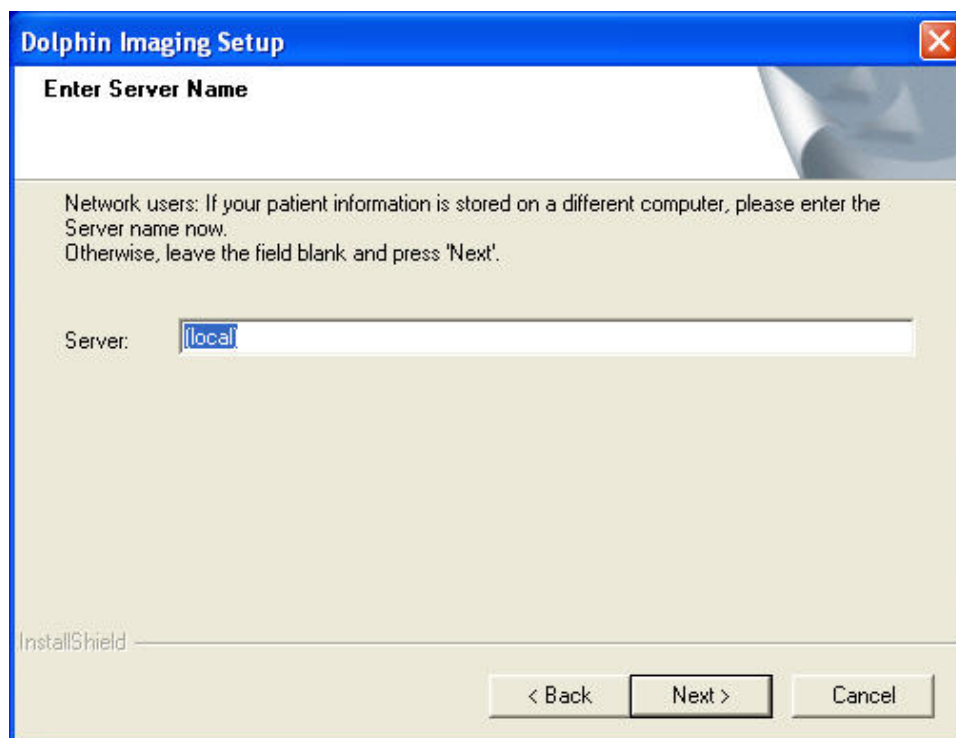 Dolphin Imaging Setup
Enter Server Name
Network users: If your patient information is stored on a different computer, please enter the
Server name now.
Otherwise, leave the field blank and press 'Next'.
Server: (local)
InstallShield
< Back Next > Cancel